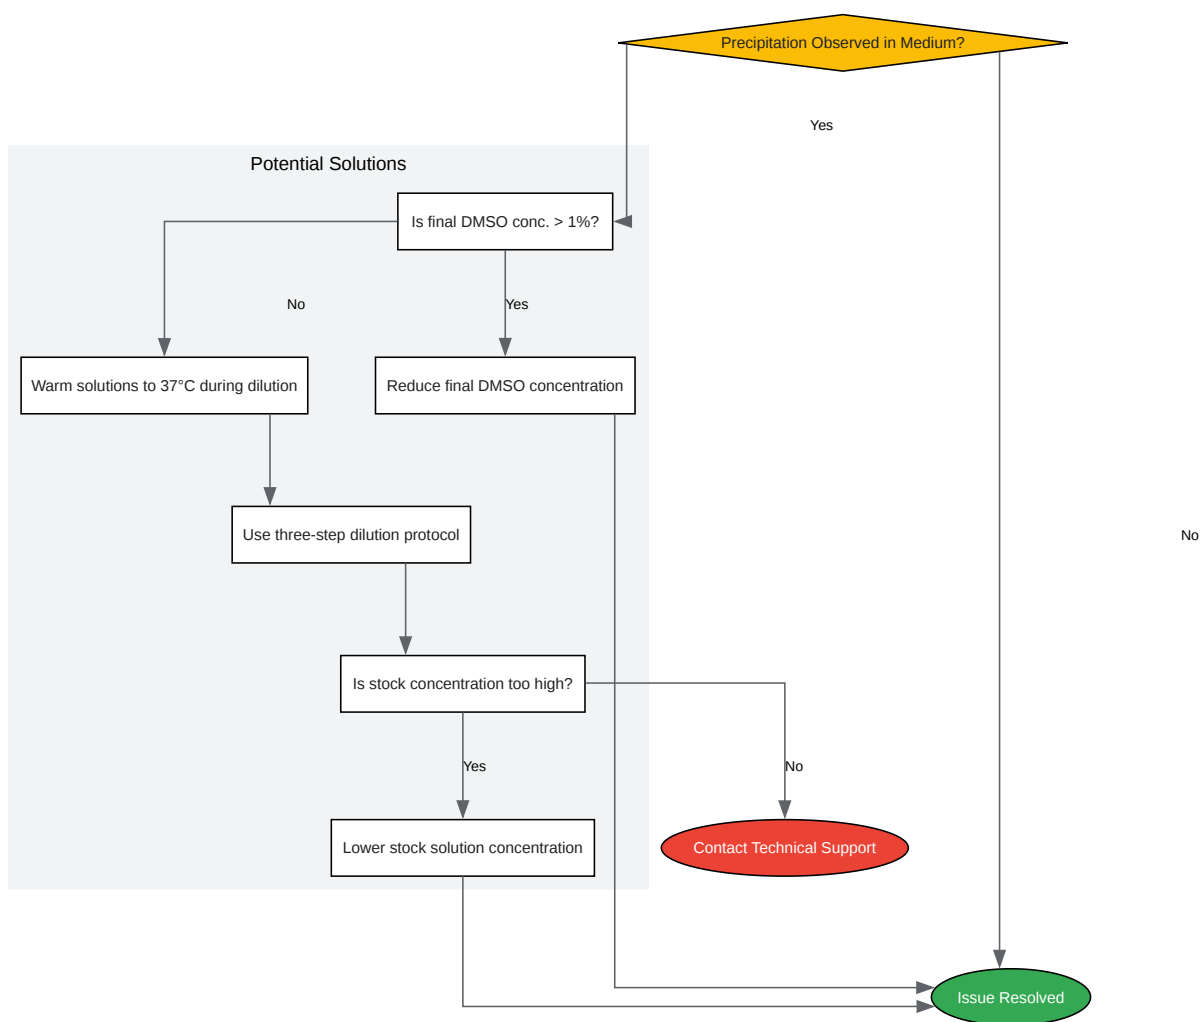 Precipitation Observed in Medium?
Yes
Potential Solutions
Is final DMSO conc. > 1%?
No
Yes
Warm solutions to 37°C during dilution
Reduce final DMSO concentration
Use three-step dilution protocol
No
Is stock concentration too high?
Yes
No
Lower stock solution concentration
Contact Technical Support
Issue Resolved